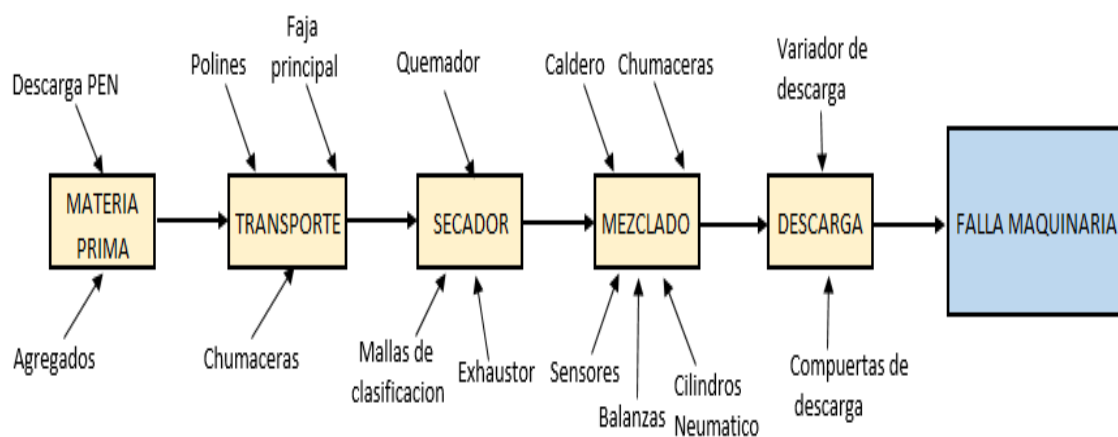 Descarga PEN
Polines
Faja
principal
Quemador
Caldero
Chumaceras
Variador de
descarga
MATERIA
PRIMA
TRANSPORTE
SECADOR
MEZCLADO
DESCARGA
FALLA MAQUINARIA
Agregados
Chumaceras
Mallas de
clasificacion
Exhaustor
Sensores
Balanzas
Cilindros
Neumatico
Compuertas de
descarga